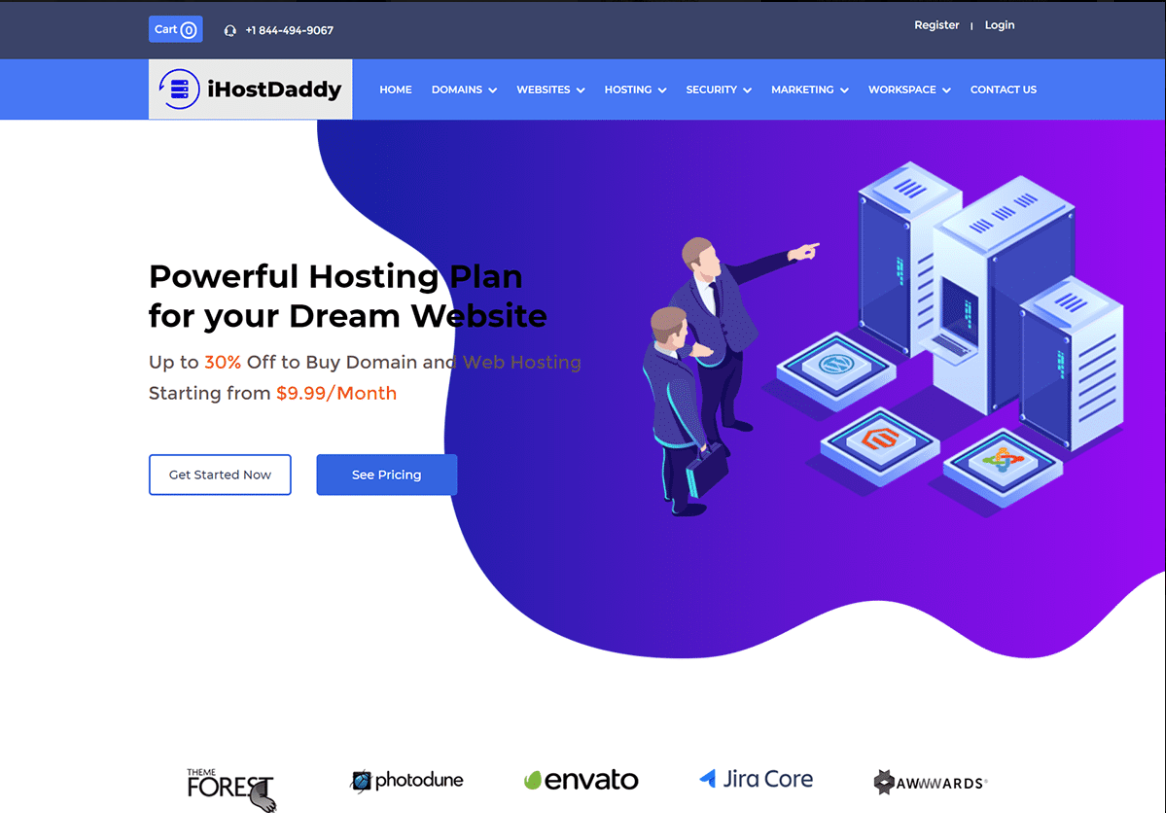 Cart 0
+1 844-494-9067
Register | Login
iHostDaddy
HOME DOMAINS WEBSITES HOSTING SECURITY MARKETING WORKSPACE CONTACT US
Powerful Hosting Plan
for your Dream Website
Up to 30% Off to Buy Domain and Web Hosting
Starting from $9.99/Month
Get Started Now
See Pricing
THEME
FOREST
photodune
envato
Jira Core
AWWWARDS®